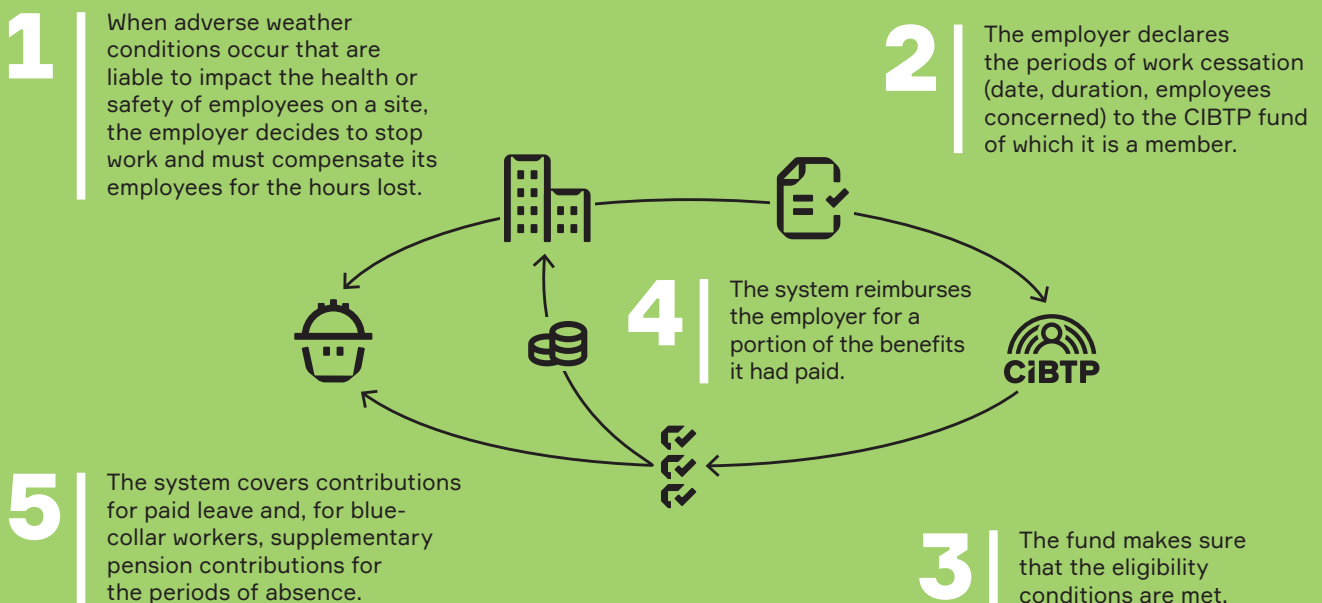 1
When adverse weather
conditions occur that are
liable to impact the health or
safety of employees on a site,
the employer decides to stop
work and must compensate its
employees for the hours lost.
2
The employer declares
the periods of work cessation
(date, duration, employees
concerned) to the CIBTP fund
of which it is a member.
4
The system reimburses
the employer for a
portion of the benefits
it had paid.
CiBTP
5
The system covers contributions
for paid leave and, for blue-
collar workers, supplementary
pension contributions for
the periods of absence.
3
The fund makes sure
that the eligibility
conditions are met.